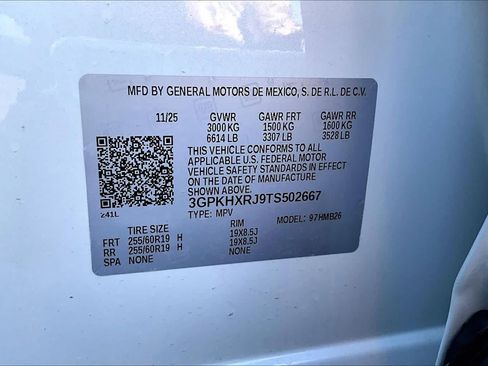 MFD BY GENERAL MOTORS DE MEXICO, S. DE R.L. DE C.V.
11/25 GVWR GAWR FRT GAWR RR
3000 KG 1500 KG 1600 KG
6614 LB 3307 LB 3528 LB
THIS VEHICLE CONFORMS TO ALL
APPLICABLE U.S. FEDERAL MOTOR
VEHICLE SAFETY STANDARDS IN EFFECT
ON THE DATE OF MANUFACTURE
SHOWN ABOVE.
3GPKHXRJ9TS502667
TYPE: MPV MODEL: 97HMB26
241L
TIRE SIZE RIM
FRT 255/60R19 H 19X8.5J
RR 255/60R19 H 19X8.5J
SPA NONE NONE